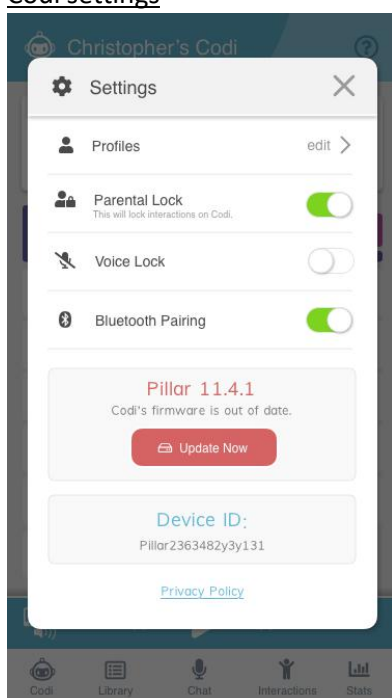 Codi settings
Christopher's Codi
Settings
Profiles
edit
Parental Lock
This will lock interactions on Codi.
Voice Lock
Bluetooth Pairing
Pillar 11.4.1
Codi's firmware is out of date.
Update Now
Device ID:
Pillar2363482y3y131
Privacy Policy
Codi Library Chat Interactions Stats